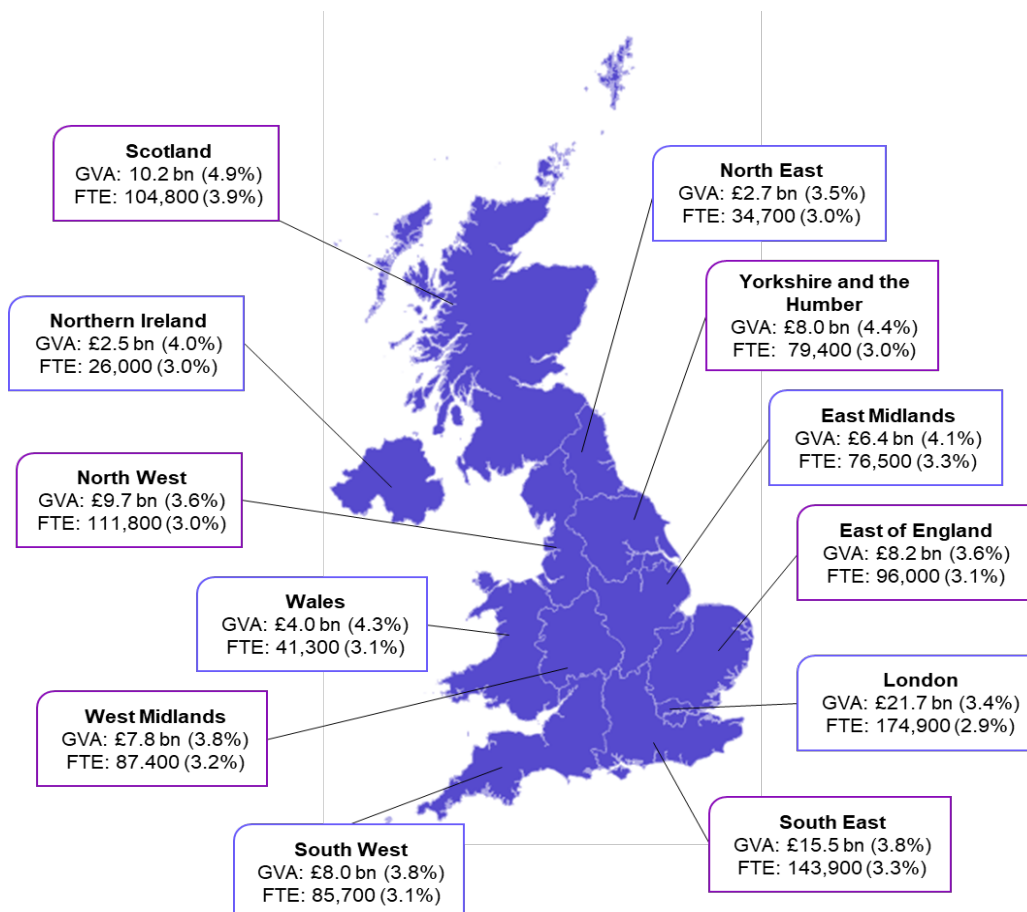 Scotland
GVA: 10.2 bn (4.9%)
FTE: 104,800 (3.9%)
North East
GVA: £2.7 bn (3.5%)
FTE: 34,700 (3.0%)
Yorkshire and the
Humber
GVA: £8.0 bn (4.4%)
FTE: 79,400 (3.0%)
Northern Ireland
GVA: £2.5 bn (4.0%)
FTE: 26,000 (3.0%)
East Midlands
GVA: £6.4 bn (4.1%)
FTE: 76,500 (3.3%)
North West
GVA: £9.7 bn (3.6%)
FTE: 111,800 (3.0%)
East of England
GVA: £8.2 bn (3.6%)
FTE: 96,000 (3.1%)
Wales
GVA: £4.0 bn (4.3%)
FTE: 41,300 (3.1%)
London
GVA: £21.7 bn (3.4%)
FTE: 174,900 (2.9%)
West Midlands
GVA: £7.8 bn (3.8%)
FTE: 87.400 (3.2%)
South East
GVA: £15.5 bn (3.8%)
FTE: 143,900 (3.3%)
South West
GVA: £8.0 bn (3.8%)
FTE: 85,700 (3.1%)